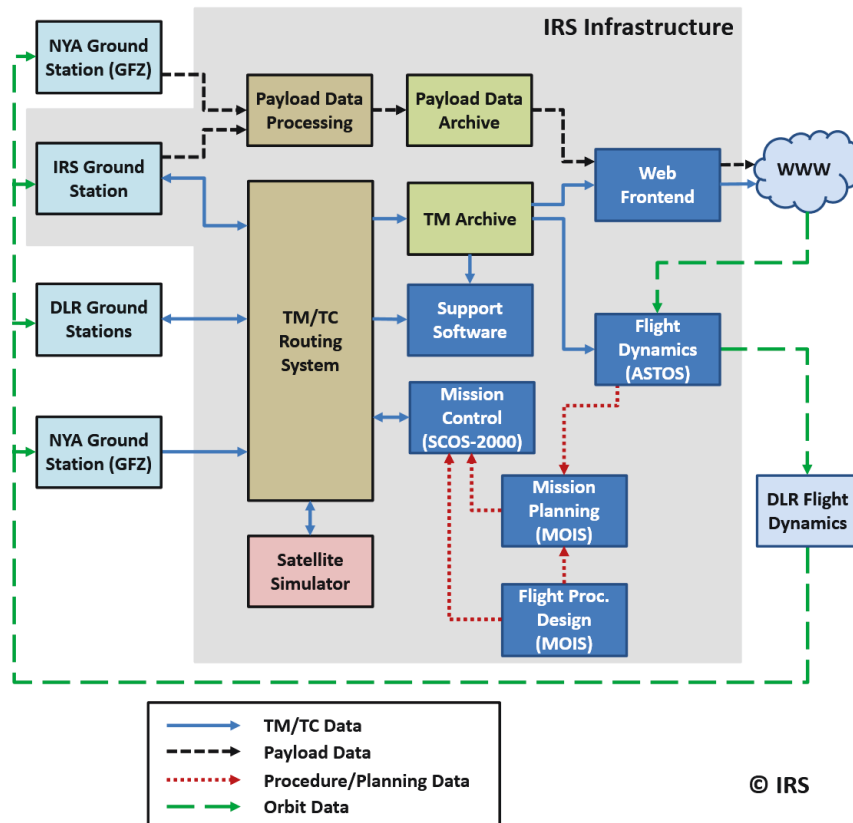 IRS Infrastructure
NYA Ground
Station (GFZ)
Payload Data
Processing
Payload Data
Archive
IRS Ground
Station
Web
Frontend
WWW
TM Archive
DLR Ground
Stations
TM/TC
Routing
System
Support
Software
Flight
Dynamics
(ASTOS)
Mission
Control
(SCOS-2000)
NYA Ground
Station (GFZ)
Mission
Planning
(MOIS)
DLR Flight
Dynamics
Satellite
Simulator
Flight Proc.
Design
(MOIS)
TM/TC Data
Payload Data
Procedure/Planning Data
Orbit Data
© IRS